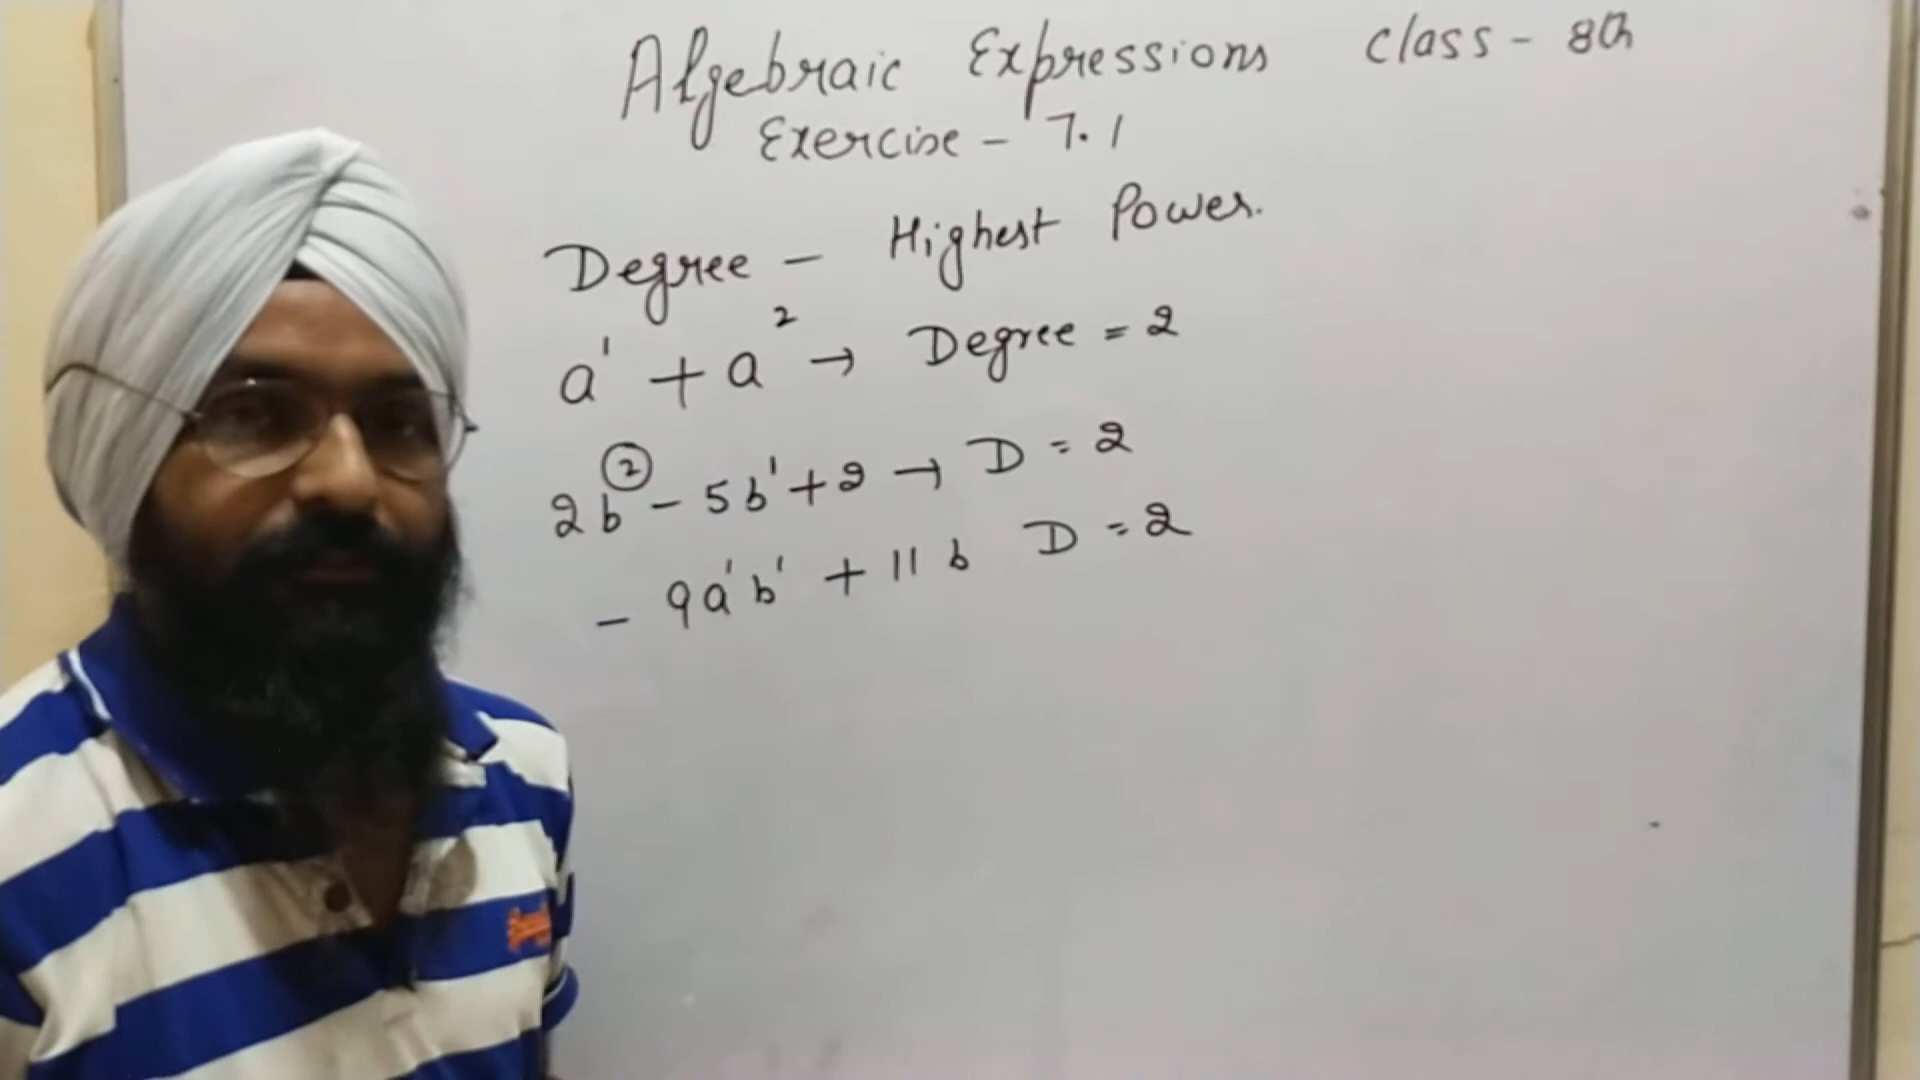 Algebraic Expressions Class - 8th
Exercise - 7.1
Degree - Highest Power.
a¹ + a² → Degree = 2
2b² - 5b¹ + 2 → D = 2
- 9a¹b¹ + 11b D = 2